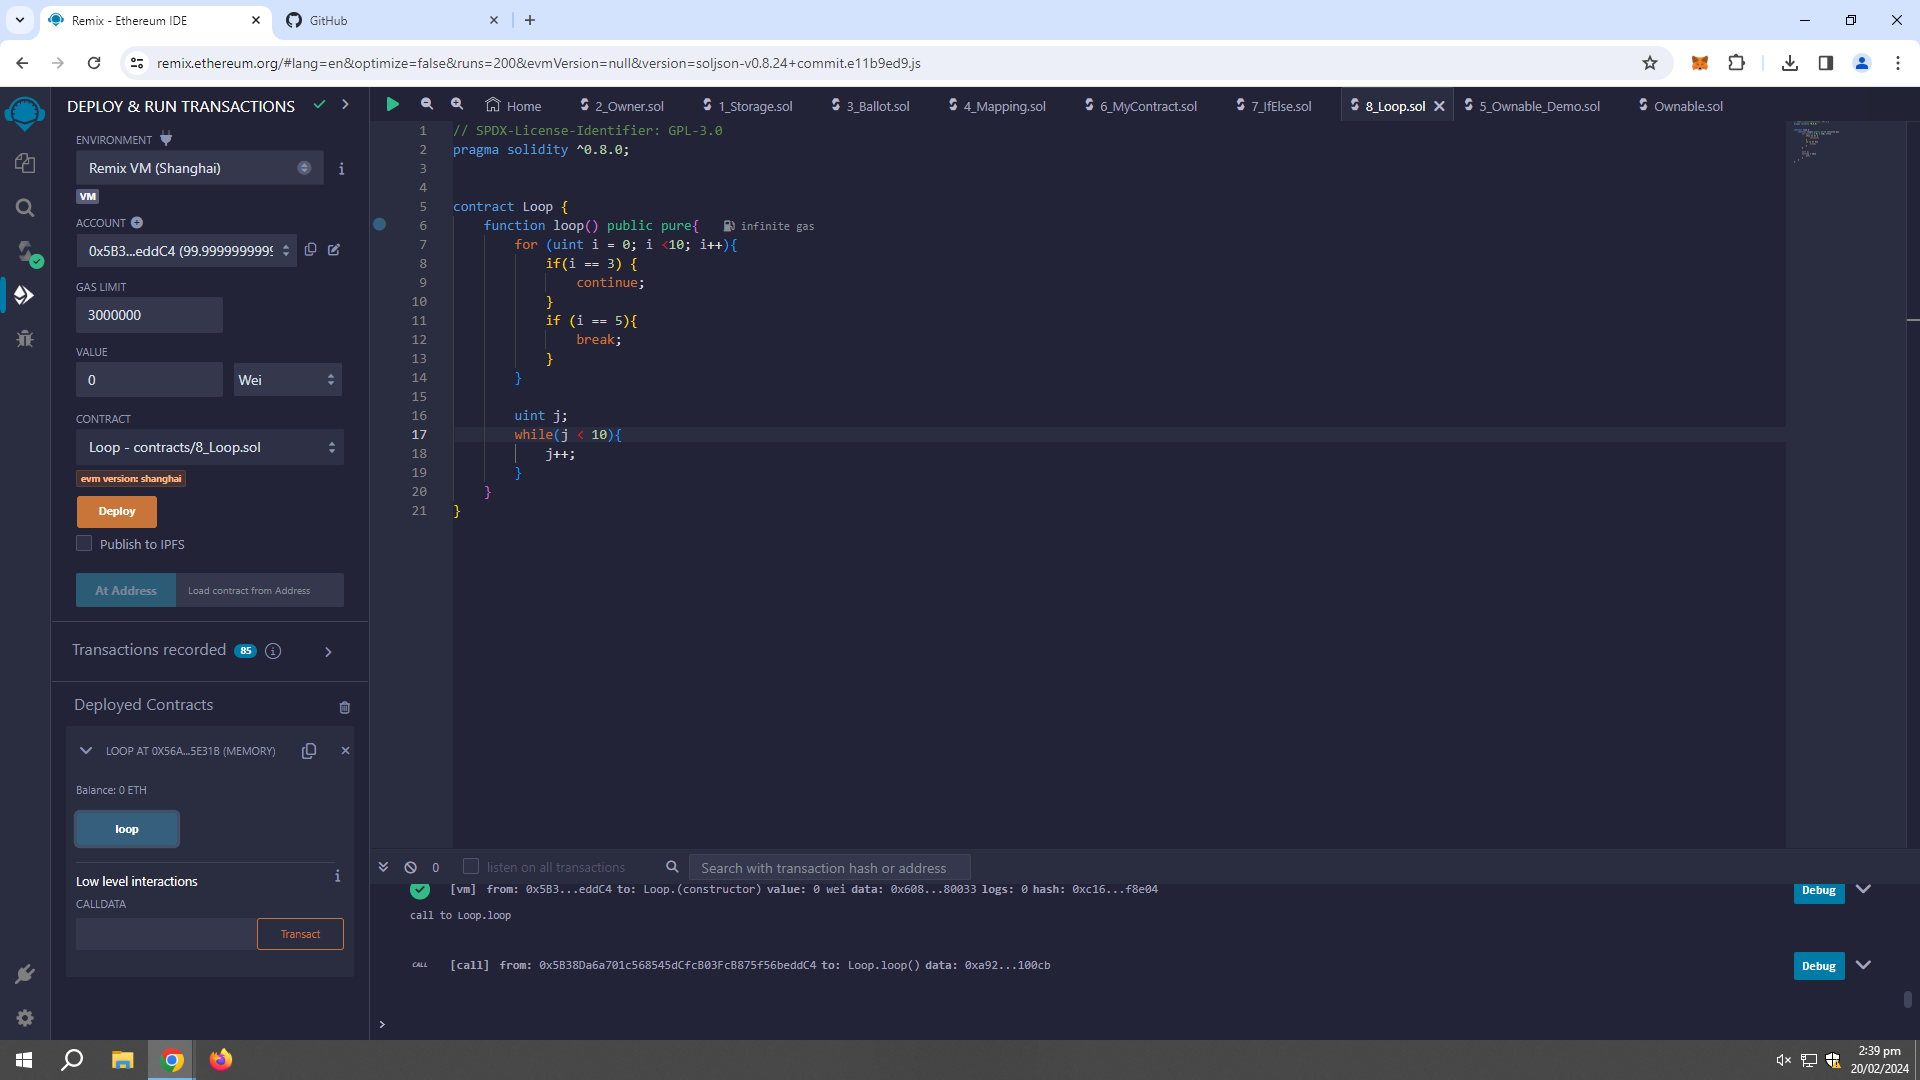 Remix - Ethereum IDE
GitHub
remix.ethereum.org/#lang=en&optimize=false&runs=200&evmVersion=null&version=soljson-v0.8.24+commit.e11b9ed9.js
DEPLOY & RUN TRANSACTIONS
ENVIRONMENT
Remix VM (Shanghai)
VM
ACCOUNT
0x5B3...eddC4 (99.9999999999
GAS LIMIT
3000000
VALUE
0
Wei
CONTRACT
Loop - contracts/8_Loop.sol
evm version: shanghai
Deploy
Publish to IPFS
At Address
Load contract from Address
Transactions recorded 85
Deployed Contracts
LOOP AT 0X56A...5E31B (MEMORY)
Balance: 0 ETH
loop
Low level interactions
CALLDATA
Transact
Home
2_Owner.sol
1_Storage.sol
3_Ballot.sol
4_Mapping.sol
6_MyContract.sol
7_IfElse.sol
8_Loop.sol
5_Ownable_Demo.sol
Ownable.sol
1 // SPDX-License-Identifier: GPL-3.0
2 pragma solidity ^0.8.0;
3
4
5 contract Loop {
6 function loop() public pure{ infinite gas
7 for (uint i = 0; i <10; i++){
8 if(i == 3) {
9 continue;
10 }
11 if (i == 5){
12 break;
13 }
14 }
15
16 uint j;
17 while(j < 10){
18 j++;
19 }
20 }
21 }
0
listen on all transactions
Search with transaction hash or address
[vm] from: 0x5B3...eddC4 to: Loop.(constructor) value: 0 wei data: 0x608...80033 logs: 0 hash: 0xc16...f8e04
Debug
call to Loop.loop
CALL [call] from: 0x5B38Da6a701c568545dCfcB03FcB875f56beddC4 to: Loop.loop() data: 0xa92...100cb
Debug
>
2:39 pm
20/02/2024